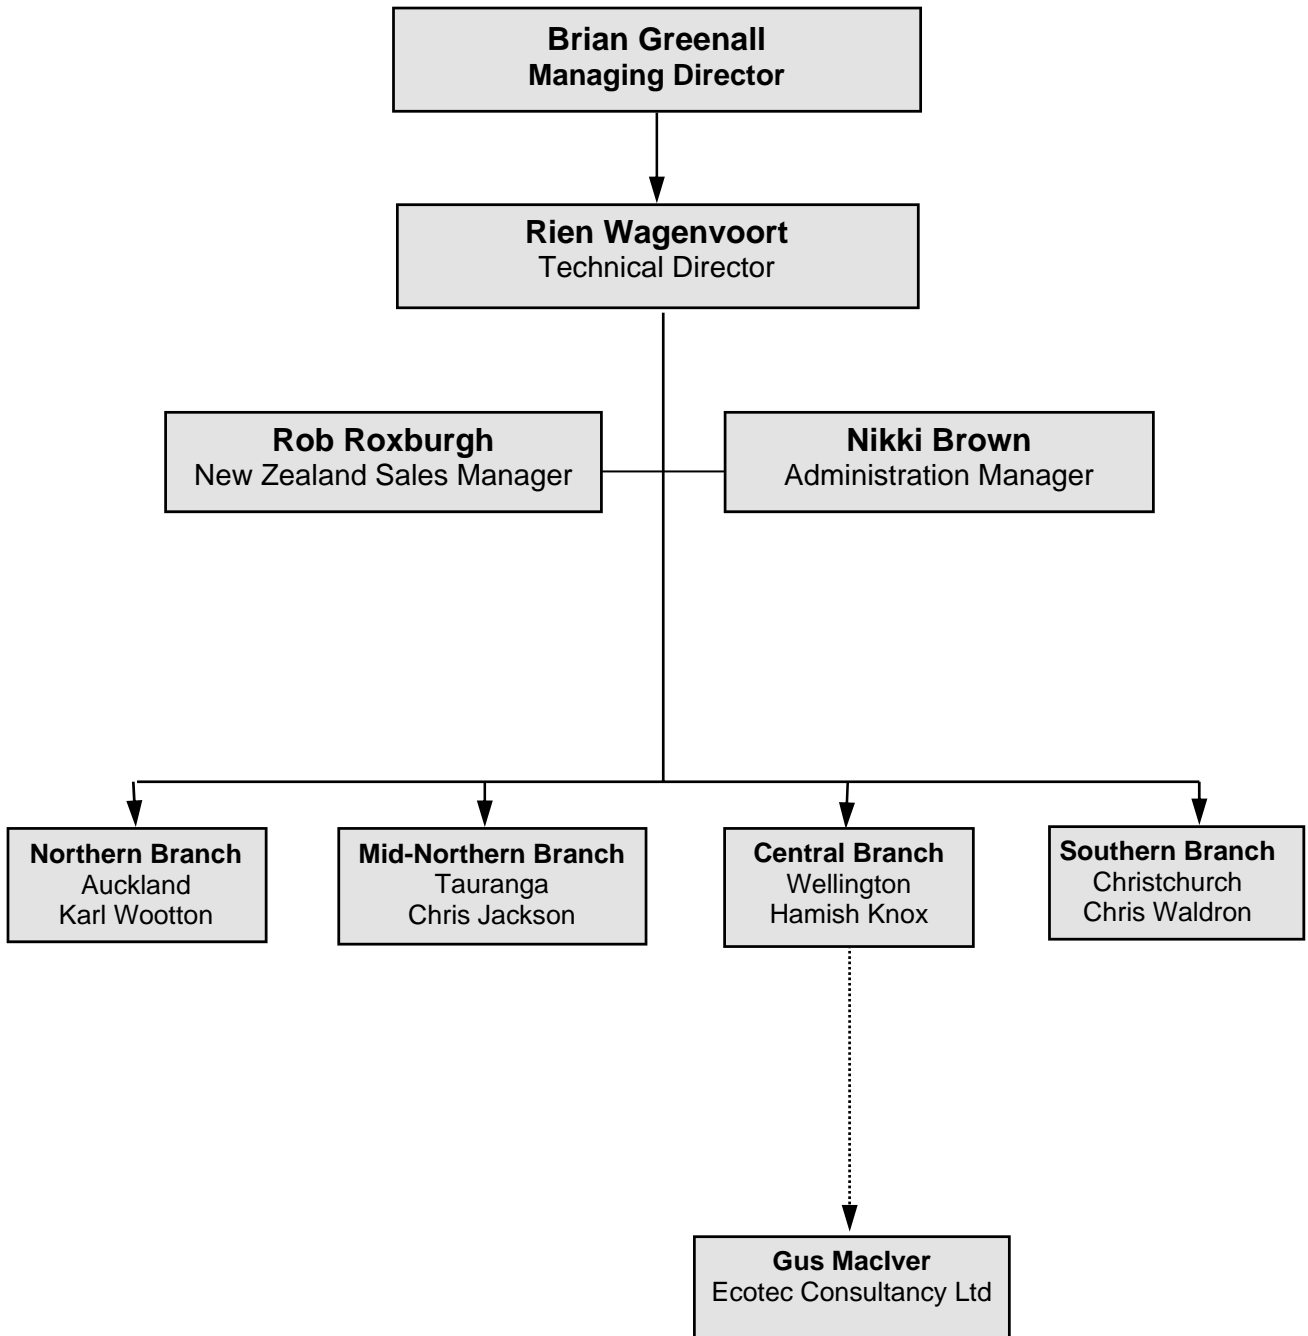 Brian Greenall
Managing Director
Rien Wagenvoort
Technical Director
Rob Roxburgh
New Zealand Sales Manager
Nikki Brown
Administration Manager
Northern Branch
Auckland
Karl Wootton
Mid-Northern Branch
Tauranga
Chris Jackson
Central Branch
Wellington
Hamish Knox
Southern Branch
Christchurch
Chris Waldron
Gus MacIver
Ecotec Consultancy Ltd